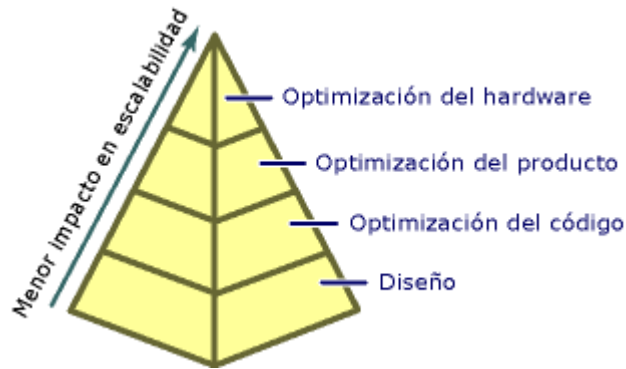 Menor impacto en escalabilidad
Optimización del hardware
Optimización del producto
Optimización del código
Diseño